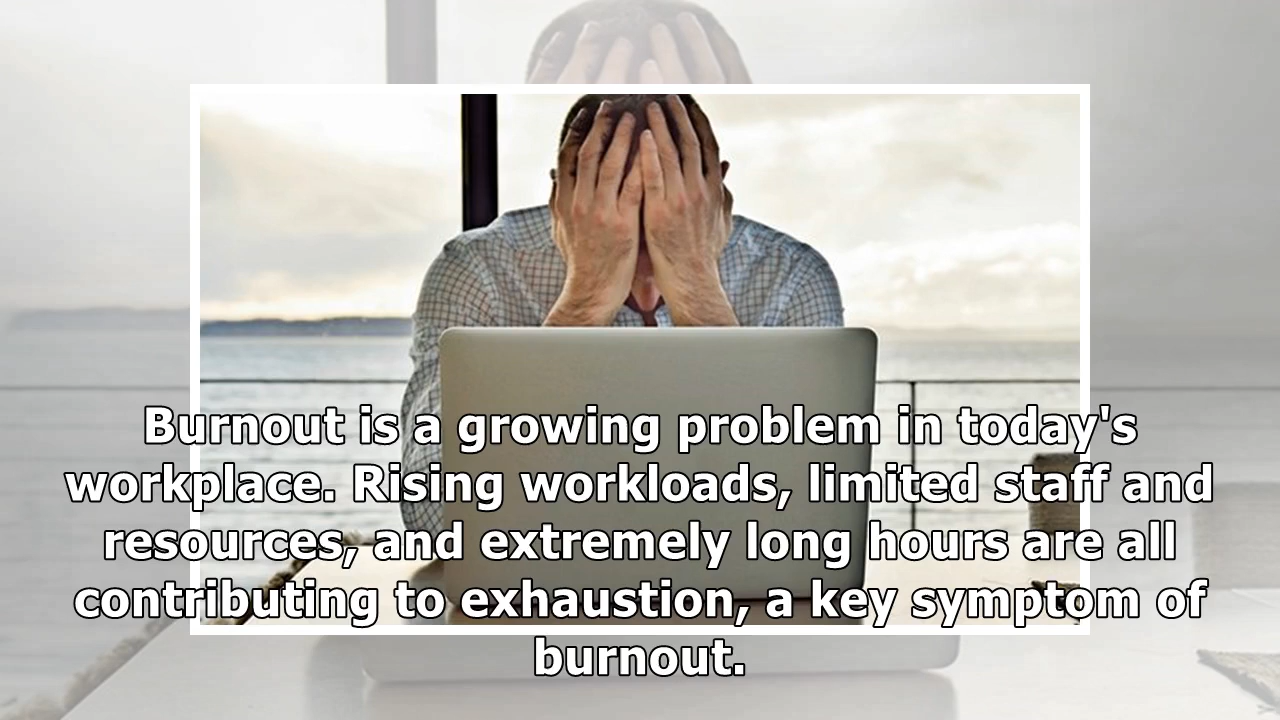 Burnout is a growing problem in today's
workplace. Rising workloads, limited staff and
resources, and extremely long hours are all
contributing to exhaustion, a key symptom of
burnout.